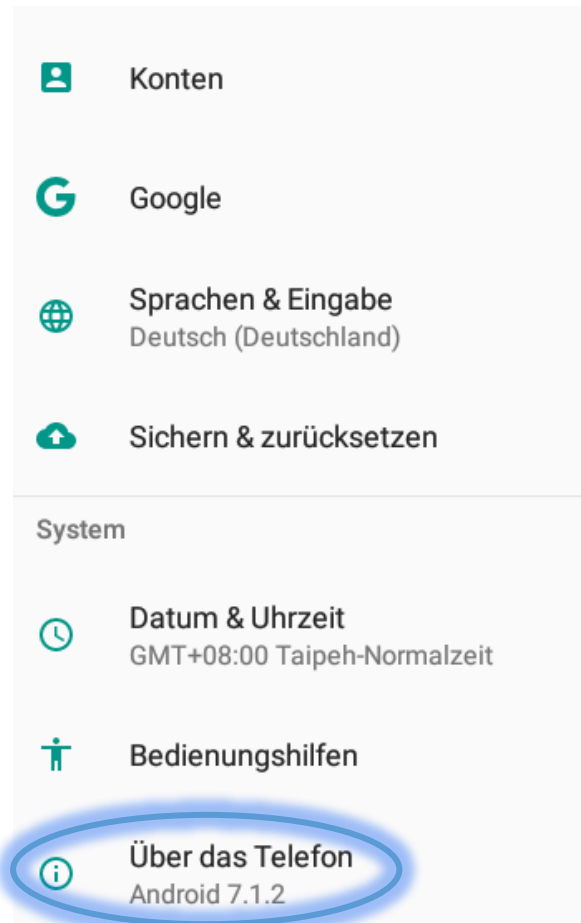 Konten
Google
Sprachen & Eingabe
Deutsch (Deutschland)
Sichern & zurücksetzen
System
Datum & Uhrzeit
GMT+08:00 Taipeh-Normalzeit
Bedienungshilfen
Über das Telefon
Android 7.1.2